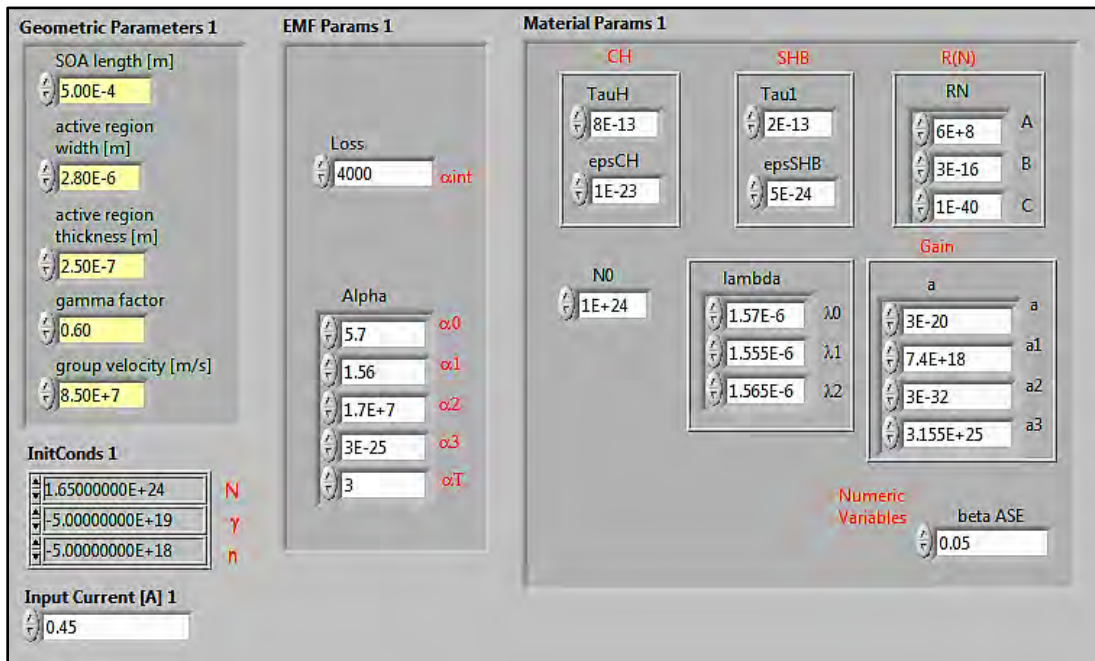 Geometric Parameters 1
SOA length [m]
5.00E-4
active region
width [m]
2.80E-6
active region
thickness [m]
2.50E-7
gamma factor
0.60
group velocity [m/s]
8.50E+7
InitConds 1
1.65000000E+24 N
-5.00000000E+19 γ
-5.00000000E+18 n
Input Current [A] 1
0.45
EMF Params 1
Loss
4000 αint
Alpha
5.7 α0
1.56 α1
1.7E+7 α2
3E-25 α3
3 αT
Material Params 1
CH
TauH
8E-13
epsCH
1E-23
SHB
Tau1
2E-13
epsSHB
5E-24
R(N)
RN
6E+8 A
3E-16 B
1E-40 C
N0
1E+24
lambda
1.57E-6 λ0
1.555E-6 λ1
1.565E-6 λ2
Gain
a
3E-20 a
7.4E+18 a1
3E-32 a2
3.155E+25 a3
Numeric
Variables
beta ASE
0.05